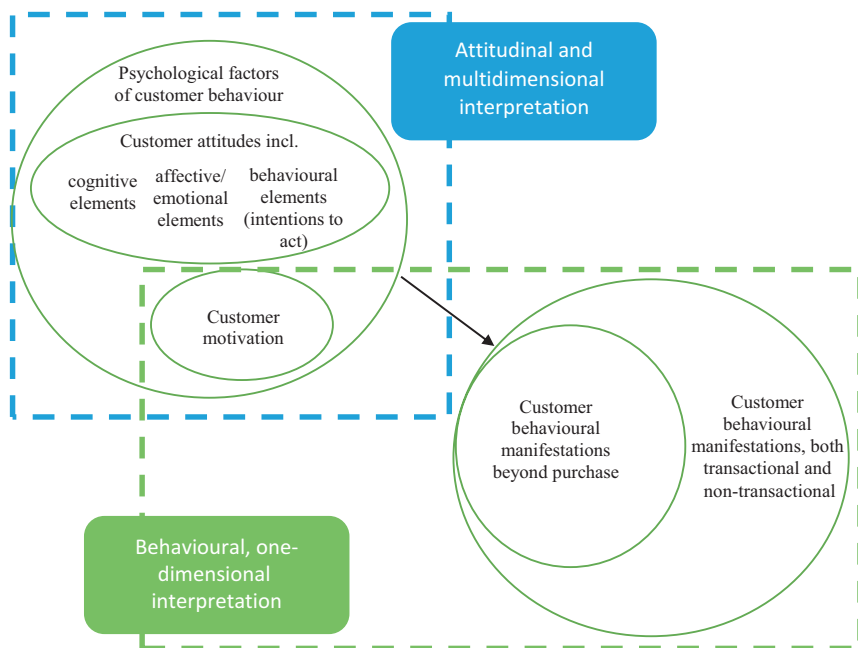 Psychological factors
of customer behaviour
Attitudinal and
multidimensional
interpretation
Customer attitudes incl.
cognitive
elements
affective/
emotional
elements
behavioural
elements
(intentions to
act)
Customer
motivation
Customer
behavioural
manifestations
beyond purchase
Customer
behavioural
manifestations, both
transactional and
non-transactional
Behavioural, one-
dimensional
interpretation